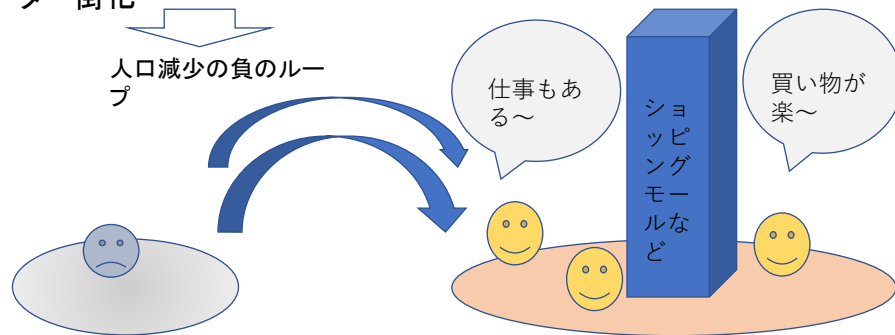 人口減少の負のルー
プ
仕事もあ
る～
ショッピングモールなど
買い物が
楽～